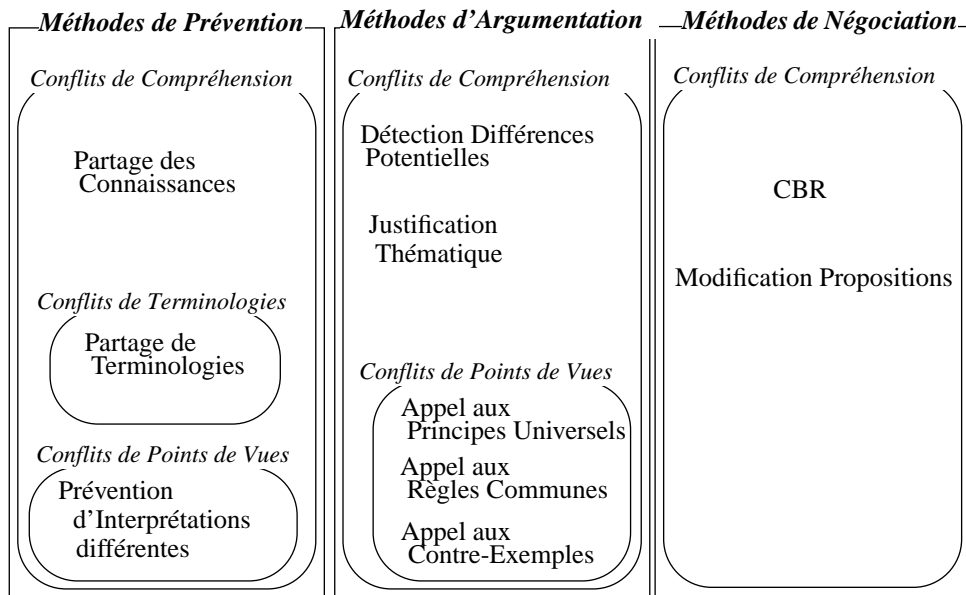 Méthodes de Prévention
Conflits de Compréhension
Partage des
Connaissances
Conflits de Terminologies
Partage de
Terminologies
Conflits de Points de Vues
Prévention
d’Interprétations
différentes
Méthodes d’Argumentation
Conflits de Compréhension
Détection Différences
Potentielles
Justification
Thématique
Conflits de Points de Vues
Appel aux
Principes Universels
Appel aux
Règles Communes
Appel aux
Contre-Exemples
Méthodes de Négociation
Conflits de Compréhension
CBR
Modification Propositions